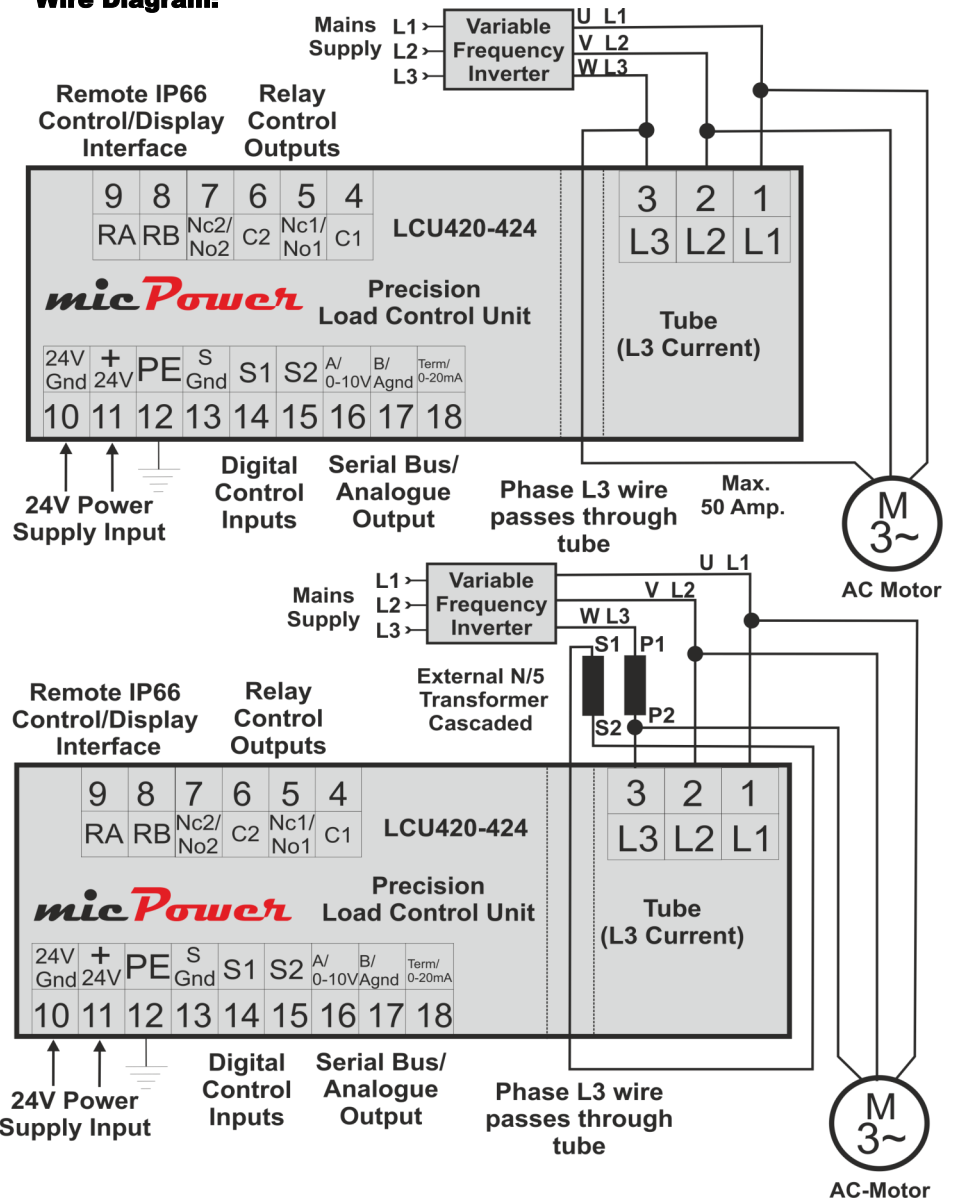 Wire Diagram:
Mains Supply
L1
L2
L3
Variable
Frequency
Inverter
U L1
V L2
W L3
Remote IP66
Control/Display
Interface
Relay
Control
Outputs
9 8 7 6 5 4
RA RB Nc2/No2 C2 Nc1/No1 C1
LCU420-424
3 2 1
L3 L2 L1
micPower
Precision
Load Control Unit
Tube
(L3 Current)
24V Gnd + 24V PE S Gnd S1 S2 A/ 0-10V B/ Agnd Term/ 0-20mA
10 11 12 13 14 15 16 17 18
24V Power
Supply Input
Digital
Control
Inputs
Serial Bus/
Analogue
Output
Phase L3 wire
passes through
tube
Max.
50 Amp.
M
3~
AC Motor
Mains
Supply
L1
L2
L3
Variable
Frequency
Inverter
U L1
V L2
W L3
S1 P1
S2 P2
External N/5
Transformer
Cascaded
Remote IP66
Control/Display
Interface
Relay
Control
Outputs
9 8 7 6 5 4
RA RB Nc2/No2 C2 Nc1/No1 C1
LCU420-424
3 2 1
L3 L2 L1
micPower
Precision
Load Control Unit
Tube
(L3 Current)
24V Gnd + 24V PE S Gnd S1 S2 A/ 0-10V B/ Agnd Term/ 0-20mA
10 11 12 13 14 15 16 17 18
24V Power
Supply Input
Digital
Control
Inputs
Serial Bus/
Analogue
Output
Phase L3 wire
passes through
tube
M
3~
AC-Motor